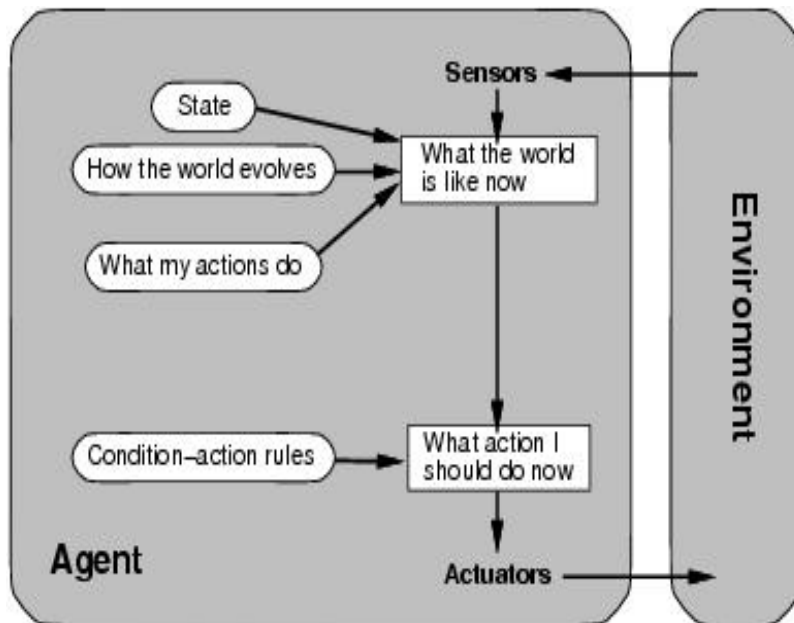 Sensors
State
What the world
is like now
How the world evolves
What my actions do
Environment
Condition–action rules
What action I
should do now
Agent
Actuators